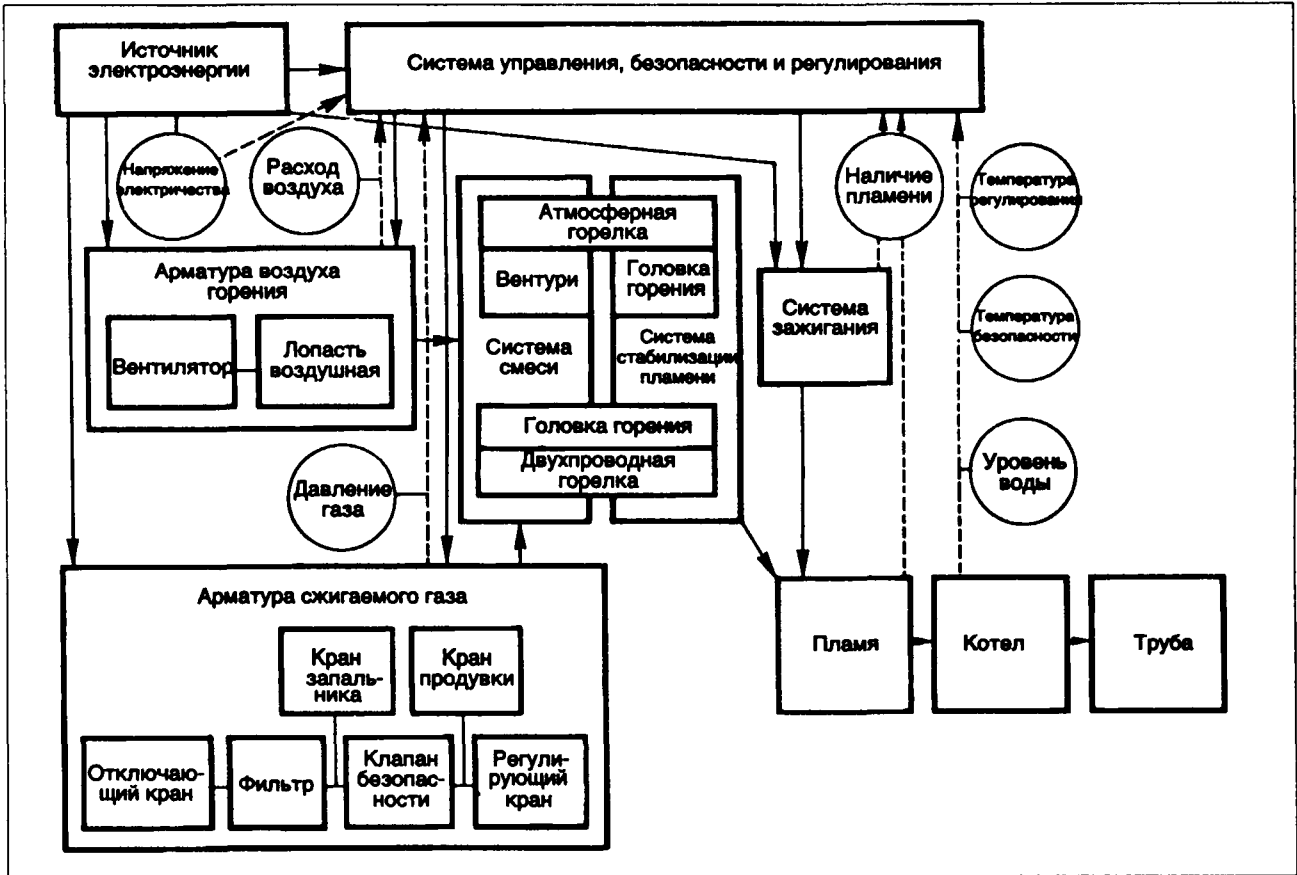 Источник
электроэнергии
Система управления, безопасности и регулирования
Напряжение
электричества
Расход
воздуха
Наличие
пламени
Температура
регулирования
Атмосферная
горелка
Арматура воздуха
горения
Вентури
Головка
горения
Система
зажигания
Температура
безопасности
Вентилятор
Лопасть
воздушная
Система
смеси
Система
стабилизации
пламени
Головка горения
Двухпроводная
горелка
Давление
газа
Уровень
воды
Арматура сжигаемого газа
Пламя
Котел
Труба
Кран
запаль-
ника
Кран
продувки
Отключаю-
щий кран
Фильтр
Клапан
безопас-
ности
Регули-
рующий
кран